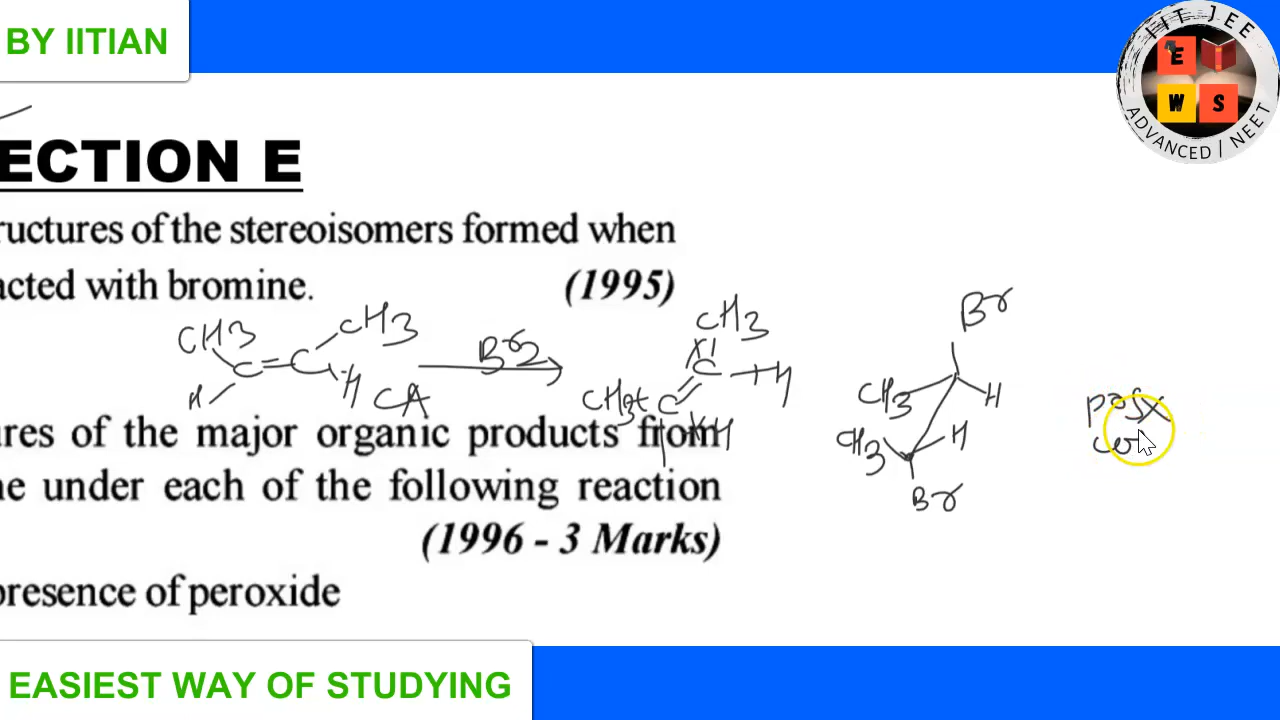 BY IITIAN
IIT JEE
E
W S
ADVANCED | NEET
ECTION E
ructures of the stereoisomers formed when
acted with bromine. (1995)
CH3 CH3
C=C
H H
Br2
CH3
C H
CH3 C
H
Br
CH3 H
CH3 H
Br
ures of the major organic products from
ne under each of the following reaction
(1996 - 3 Marks)
presence of peroxide
EASIEST WAY OF STUDYING